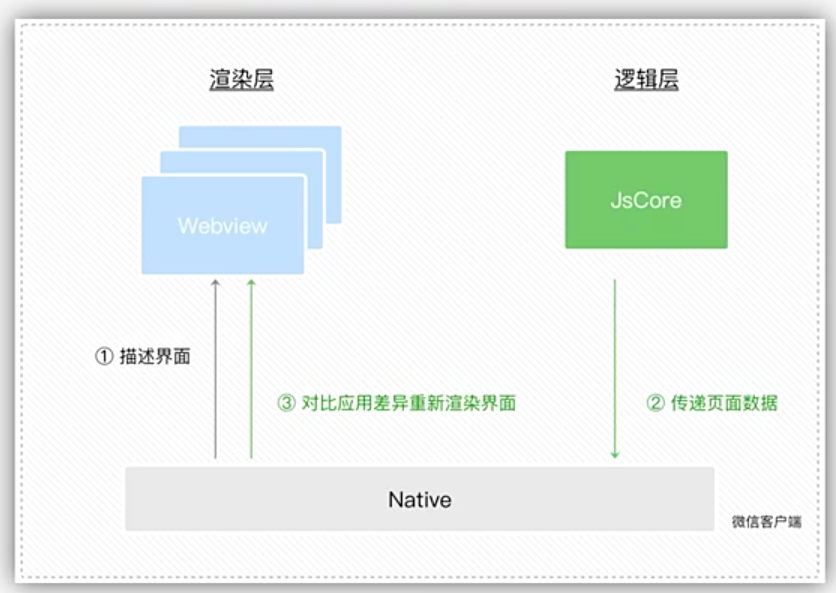 渲染层
逻辑层
Webview
JsCore
① 描述界面
③ 对比应用差异重新渲染界面
② 传递页面数据
Native
微信客户端